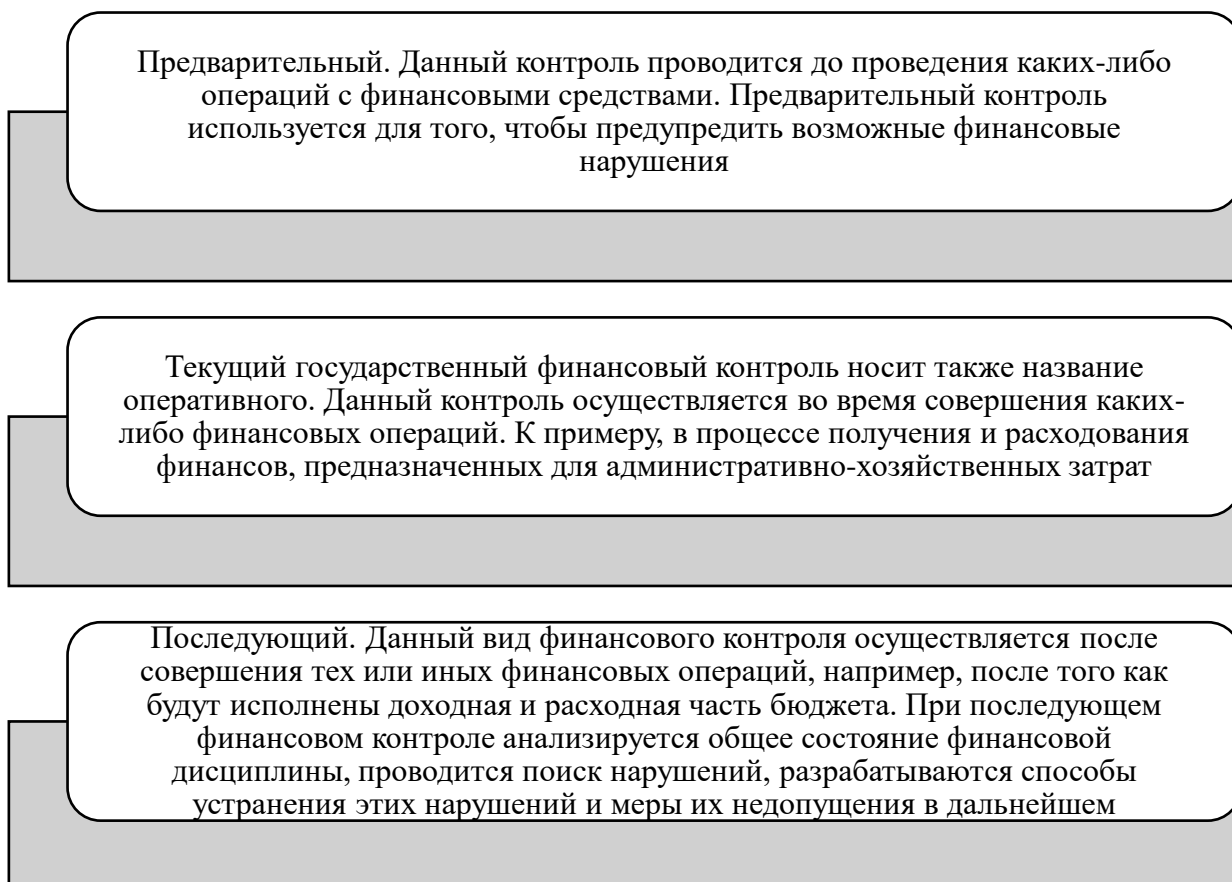 Предварительный. Данный контроль проводится до проведения каких-либо
операций с финансовыми средствами. Предварительный контроль
используется для того, чтобы предупредить возможные финансовые
нарушения
Текущий государственный финансовый контроль носит также название
оперативного. Данный контроль осуществляется во время совершения каких-
либо финансовых операций. К примеру, в процессе получения и расходования
финансов, предназначенных для административно-хозяйственных затрат
Последующий. Данный вид финансового контроля осуществляется после
совершения тех или иных финансовых операций, например, после того как
будут исполнены доходная и расходная часть бюджета. При последующем
финансовом контроле анализируется общее состояние финансовой
дисциплины, проводится поиск нарушений, разрабатываются способы
устранения этих нарушений и меры их недопущения в дальнейшем